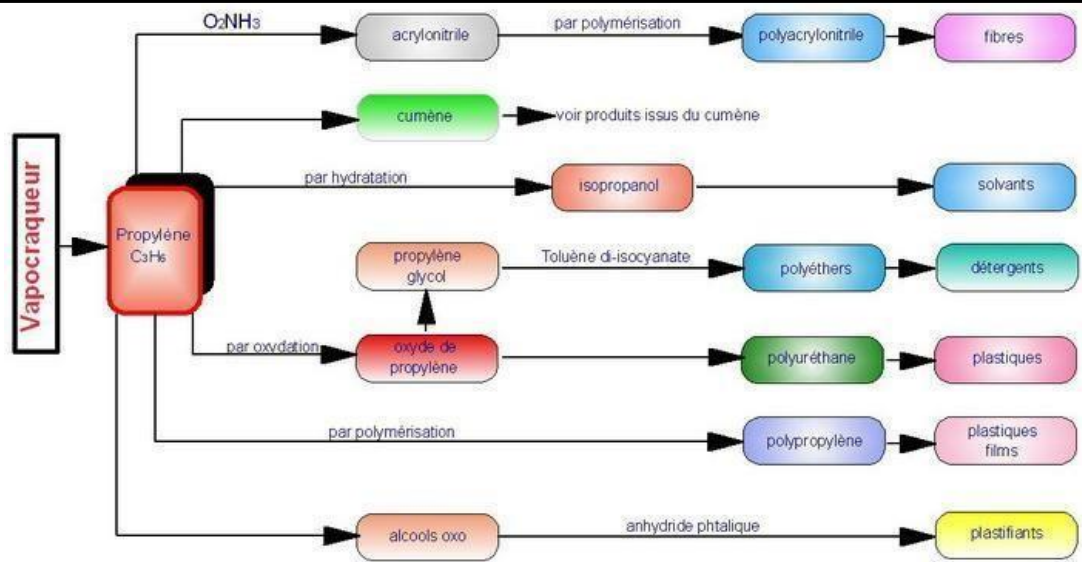 O₂NH₃
acrylonitrile
par polymérisation
polyacrylonitrile
fibres
cumène
voir produits issus du cumène
par hydratation
isopropanol
solvants
Vapocraqueur
Propylène
C₃H₆
propylène
glycol
Toluène di-isocyanate
polyéthers
détergents
par oxydation
oxyde de
propylène
polyuréthane
plastiques
par polymérisation
polypropylène
plastiques
films
alcools oxo
anhydride phtalique
plastifiants